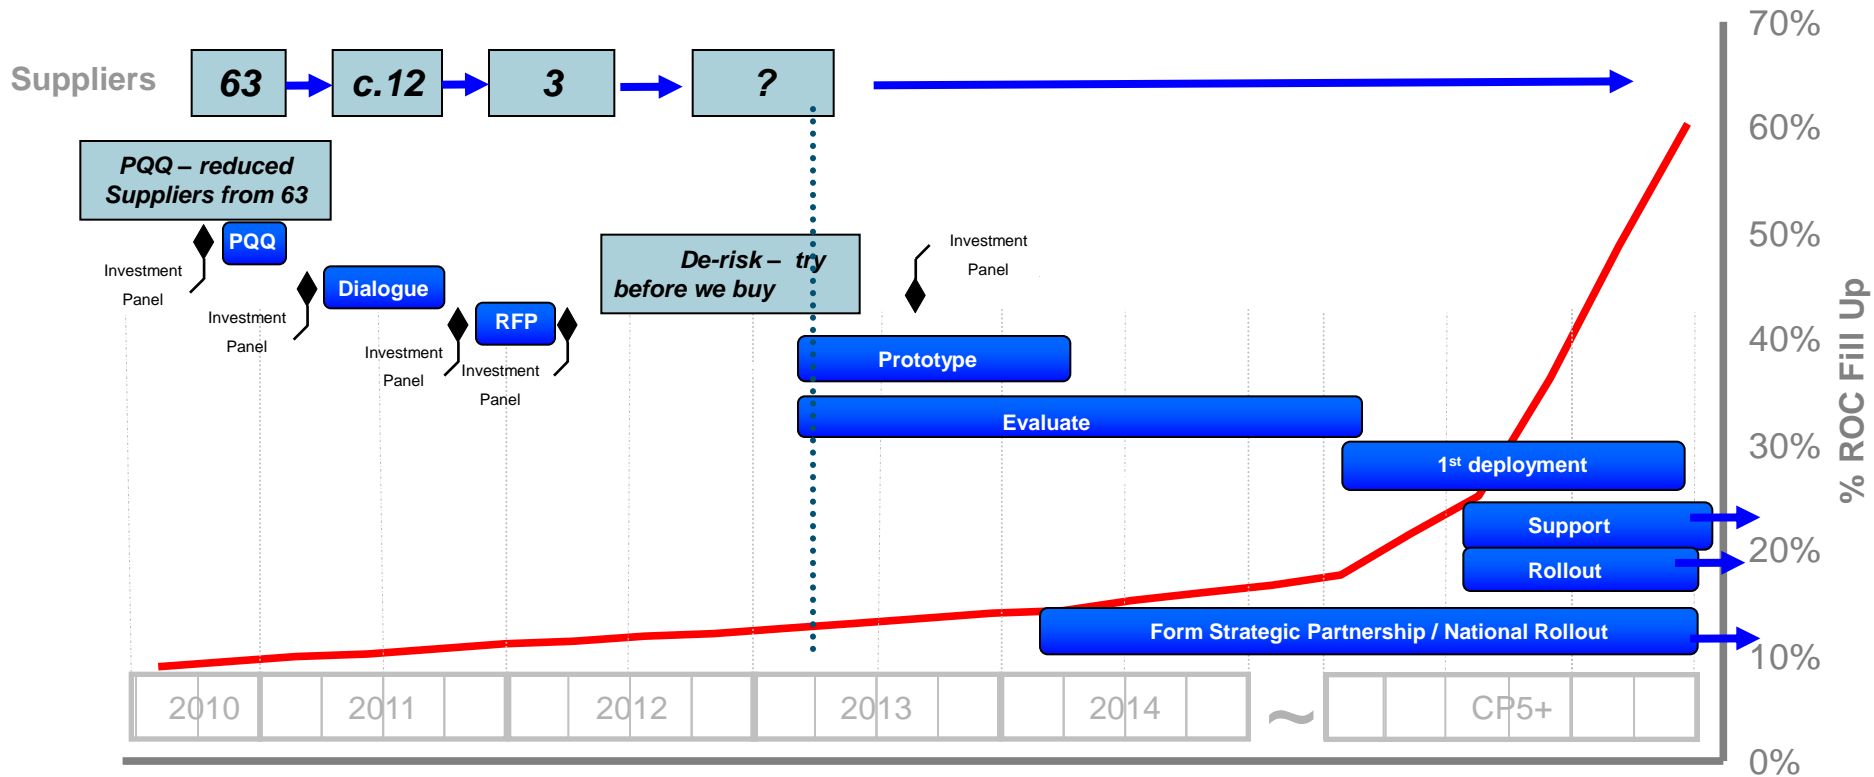 Suppliers
63
c.12
3
?
PQQ – reduced
Suppliers from 63
PQQ
Investment
Panel
Dialogue
Investment
Panel
RFP
Investment
Panel
Investment
Panel
De-risk – try
before we buy
Investment
Panel
Prototype
Evaluate
1st deployment
Support
Rollout
Form Strategic Partnership / National Rollout
2010
2011
2012
2013
2014
~
CP5+
70%
60%
50%
40%
30%
20%
10%
0%
% ROC Fill Up